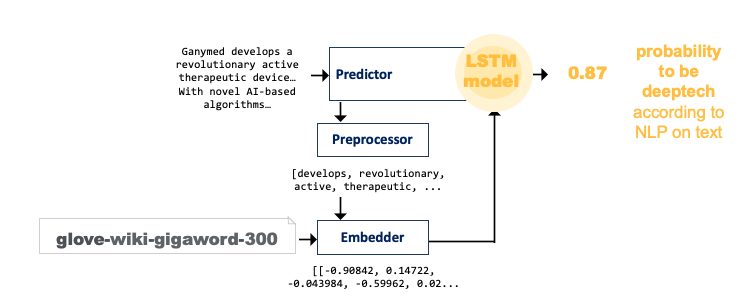 Ganymed develops a
revolutionary active
therapeutic device…
With novel AI-based
algorithms…
Predictor
LSTM
model
0.87
probability
to be
deeptech
according to
NLP on text
Preprocessor
[develops, revolutionary,
active, therapeutic, ...
glove-wiki-gigaword-300
Embedder
[[-0.90842, 0.14722,
-0.043984, -0.59962, 0.02...